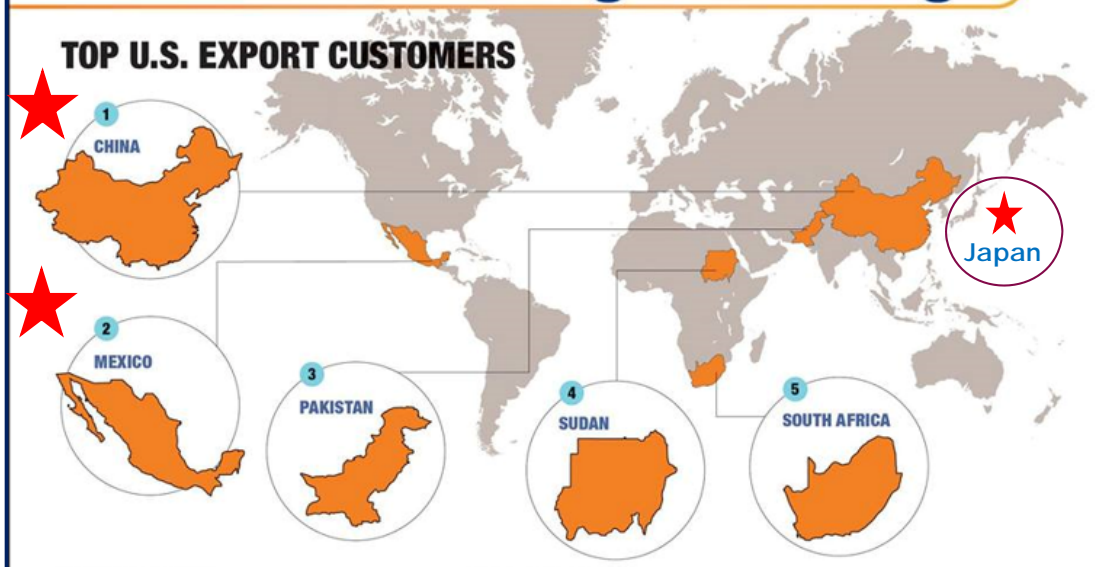 TOP U.S. EXPORT CUSTOMERS
1
CHINA
2
MEXICO
3
PAKISTAN
4
SUDAN
5
SOUTH AFRICA
Japan